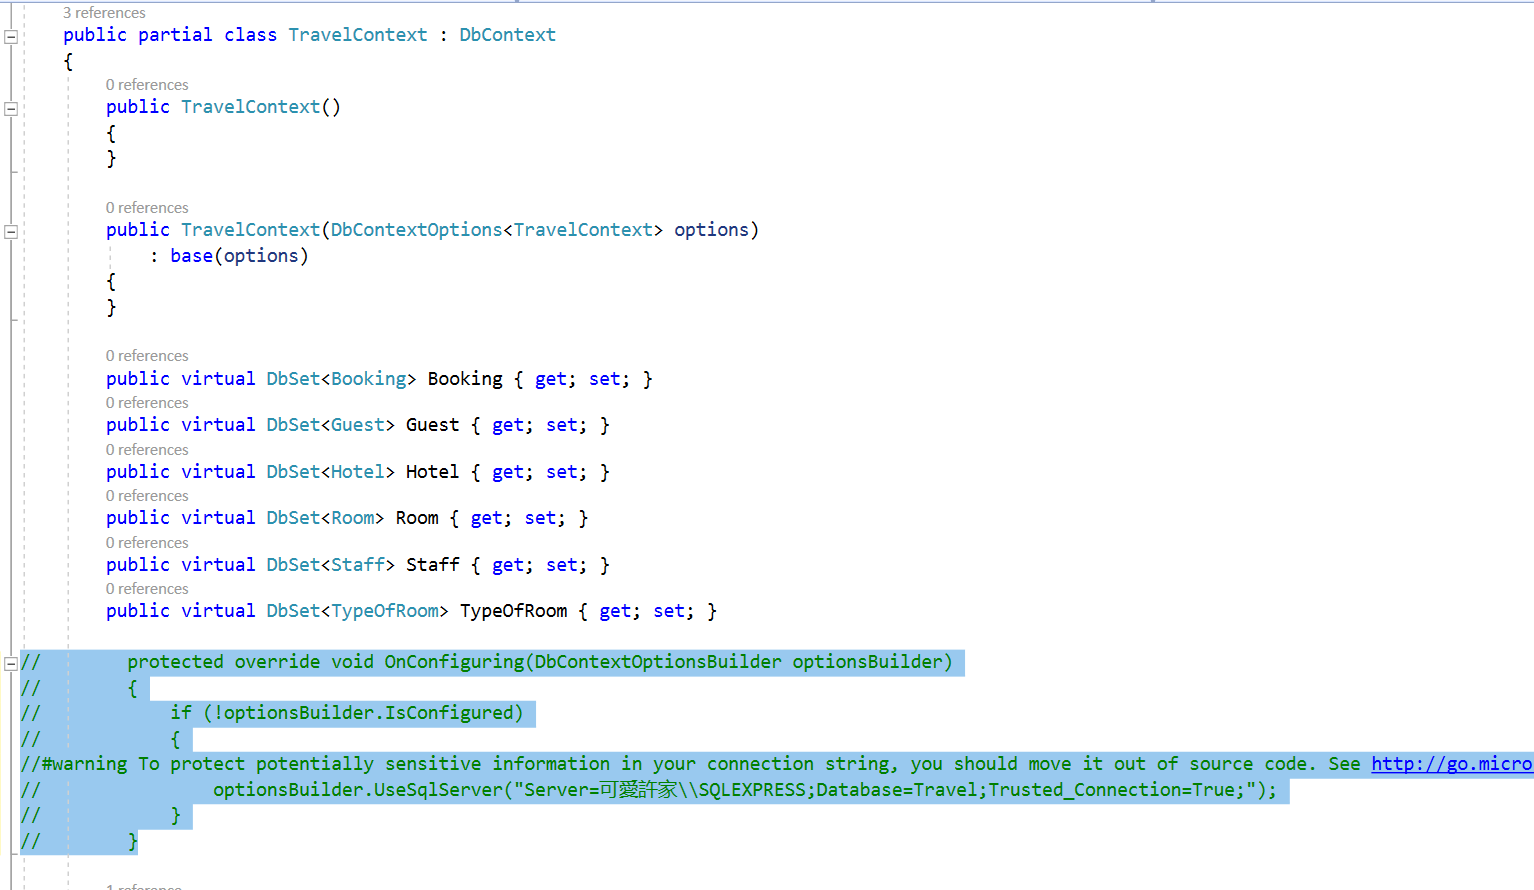 3 references
public partial class TravelContext : DbContext
{
0 references
public TravelContext()
{
}
0 references
public TravelContext(DbContextOptions<TravelContext> options)
: base(options)
{
}
0 references
public virtual DbSet<Booking> Booking { get; set; }
0 references
public virtual DbSet<Guest> Guest { get; set; }
0 references
public virtual DbSet<Hotel> Hotel { get; set; }
0 references
public virtual DbSet<Room> Room { get; set; }
0 references
public virtual DbSet<Staff> Staff { get; set; }
0 references
public virtual DbSet<TypeOfRoom> TypeOfRoom { get; set; }
// protected override void OnConfiguring(DbContextOptionsBuilder optionsBuilder)
// {
// if (!optionsBuilder.IsConfigured)
// {
//#warning To protect potentially sensitive information in your connection string, you should move it out of source code. See http://go.micro
// optionsBuilder.UseSqlServer("Server=可愛許家\\SQLEXPRESS;Database=Travel;Trusted_Connection=True;");
// }
// }
1 reference